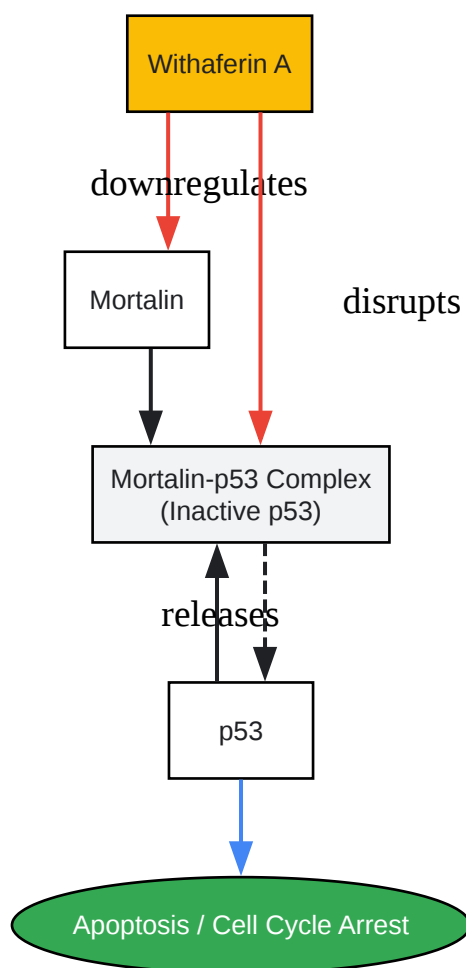 Withaferin A
downregulates
Mortalin
disrupts
Mortalin-p53 Complex
(Inactive p53)
releases
p53
Apoptosis / Cell Cycle Arrest